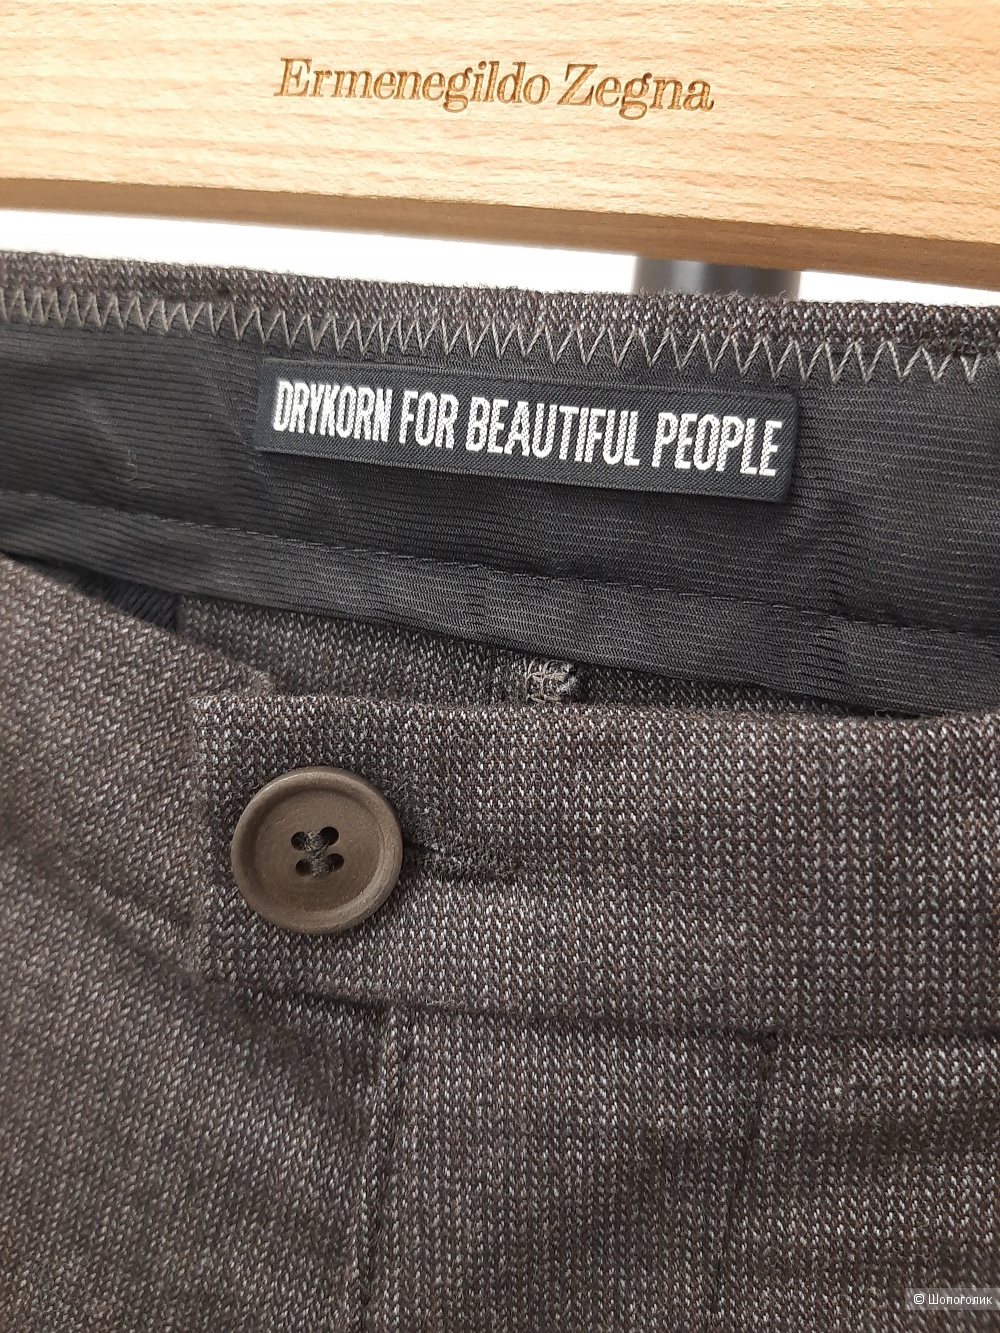 Ermenegildo Zegna
DRYKORN FOR BEAUTIFUL PEOPLE
© Шопоголик